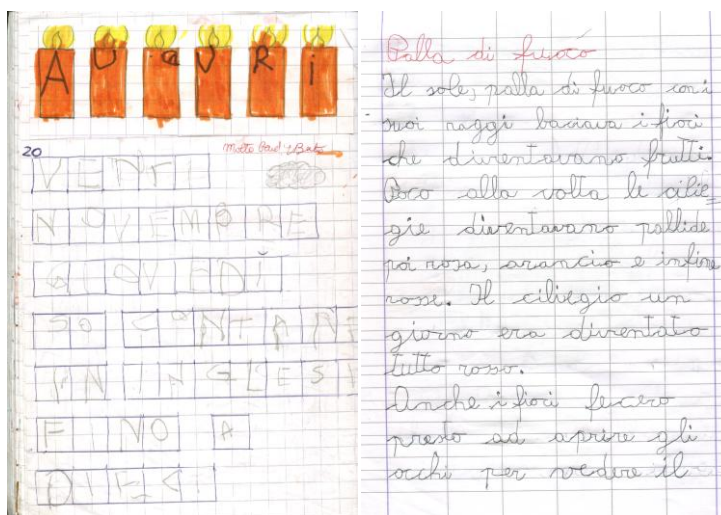 AUGURI
20
Molto
VENTI
NOVEMBRE
GIOVEDÌ
SO CONTARE
IN INGLESE
FINO A
DIECI
Palla di fuoco
Il sole, palla di fuoco con i
suoi raggi baciava i fiori
che diventavano frutti.
Poco alla volta le cilie=
gie diventavano pallide
poi rosa, arancio e infine
rosse. Il ciliegio un
giorno era diventato
tutto rosso.
Anche i fiori fecero
presto ad aprire gli
occhi per vedere il